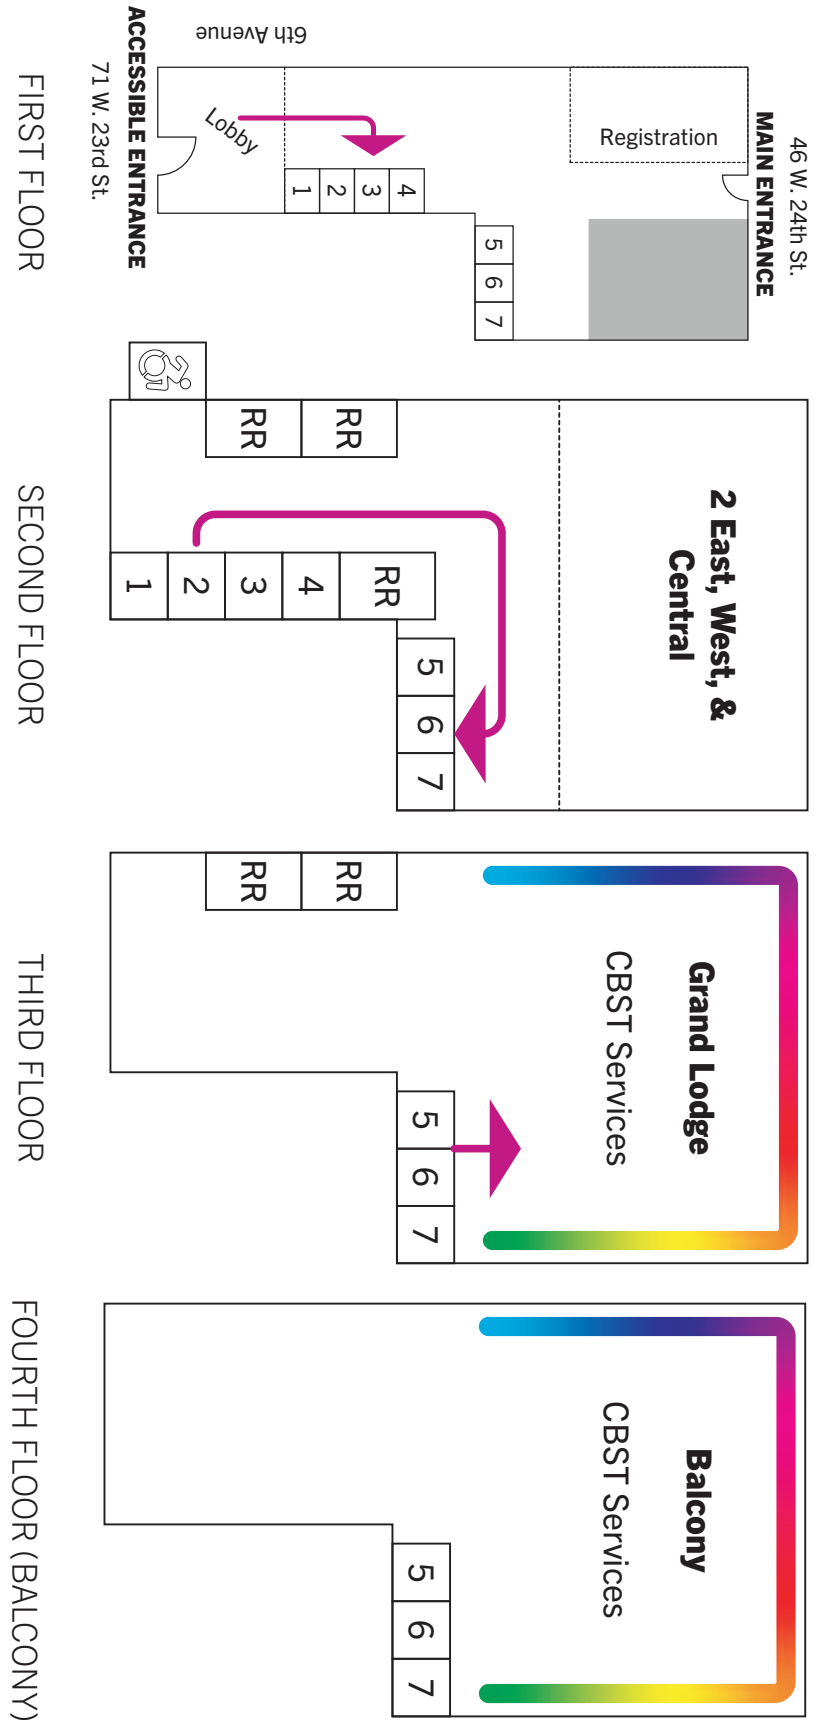 6th Avenue
ACCESSIBLE ENTRANCE
71 W. 23rd St.
Lobby
Registration
46 W. 24th St.
MAIN ENTRANCE
1
2
3
4
5
6
7
FIRST FLOOR
RR
RR
1
2
3
4
RR
5
6
7
2 East, West, &
Central
SECOND FLOOR
RR
RR
5
6
7
Grand Lodge
CBST Services
THIRD FLOOR
5
6
7
Balcony
CBST Services
FOURTH FLOOR (BALCONY)